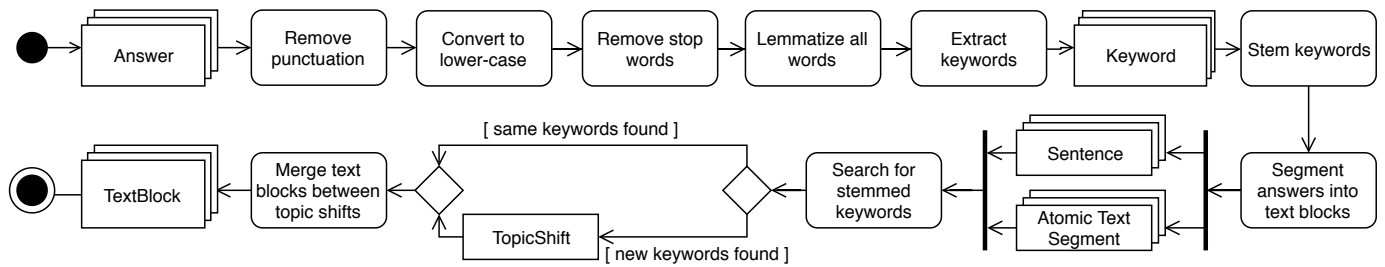 Answer
Remove
punctuation
Convert to
lower-case
Remove stop
words
Lemmatize all
words
Extract
keywords
Keyword
Stem keywords
Segment
answers into
text blocks
Sentence
Atomic Text
Segment
Search for
stemmed
keywords
[ same keywords found ]
TopicShift
[ new keywords found ]
Merge text
blocks between
topic shifts
TextBlock